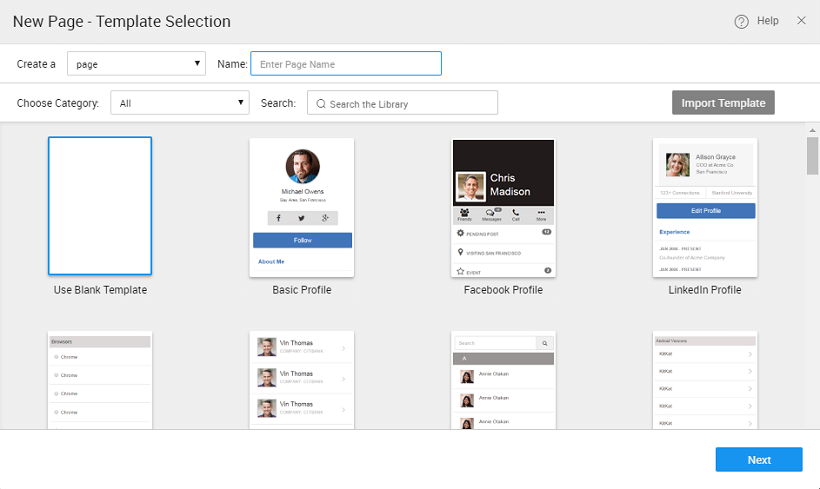 New Page - Template Selection
Help
Create a
page
Name:
Enter Page Name
Choose Category:
All
Search:
Search the Library
Import Template
Michael Owens
Bay Area, San Francisco
Follow
About Me
Chris
Madison
Friends
Messages
Call
More
PENDING POST
12
VISITING SAN FRANCISCO
EVENT
Allison Grayce
COO at Acme Co.
San Francisco
123+ Connections
Stanford University
Edit Profile
Experience
JAN 2006 - PRESENT
Co-founder of Acme Company
JAN 2006 - PRESENT
Use Blank Template
Basic Profile
Facebook Profile
LinkedIn Profile
Browsers
Chrome
Chrome
Chrome
Chrome
Vin Thomas
COMPANY: CITIBANK
Vin Thomas
COMPANY: CITIBANK
Vin Thomas
COMPANY: CITIBANK
Search
A
Annie Olakan
Annie Olakan
Annie Olakan
Android Versions
KitKat
KitKat
KitKat
KitKat
KitKat
Next